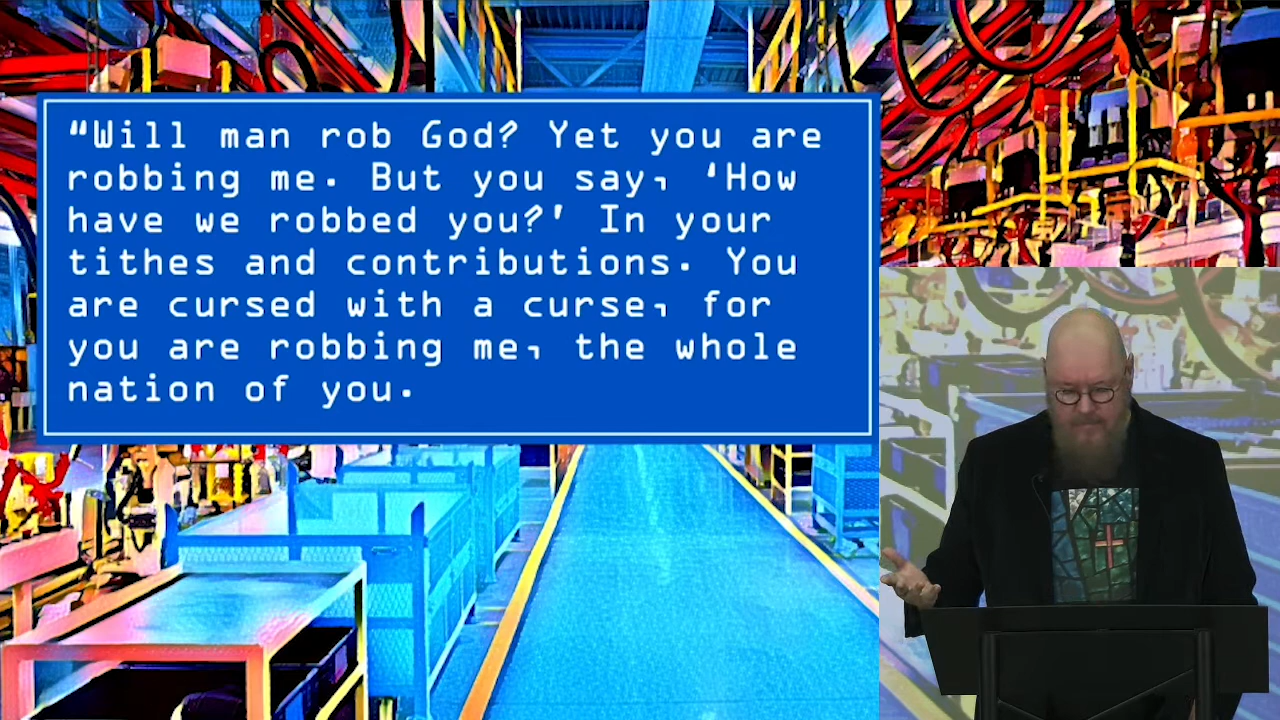 “Will man rob God? Yet you are
robbing me. But you say, ‘How
have we robbed you?’ In your
tithes and contributions. You
are cursed with a curse, for
you are robbing me, the whole
nation of you.